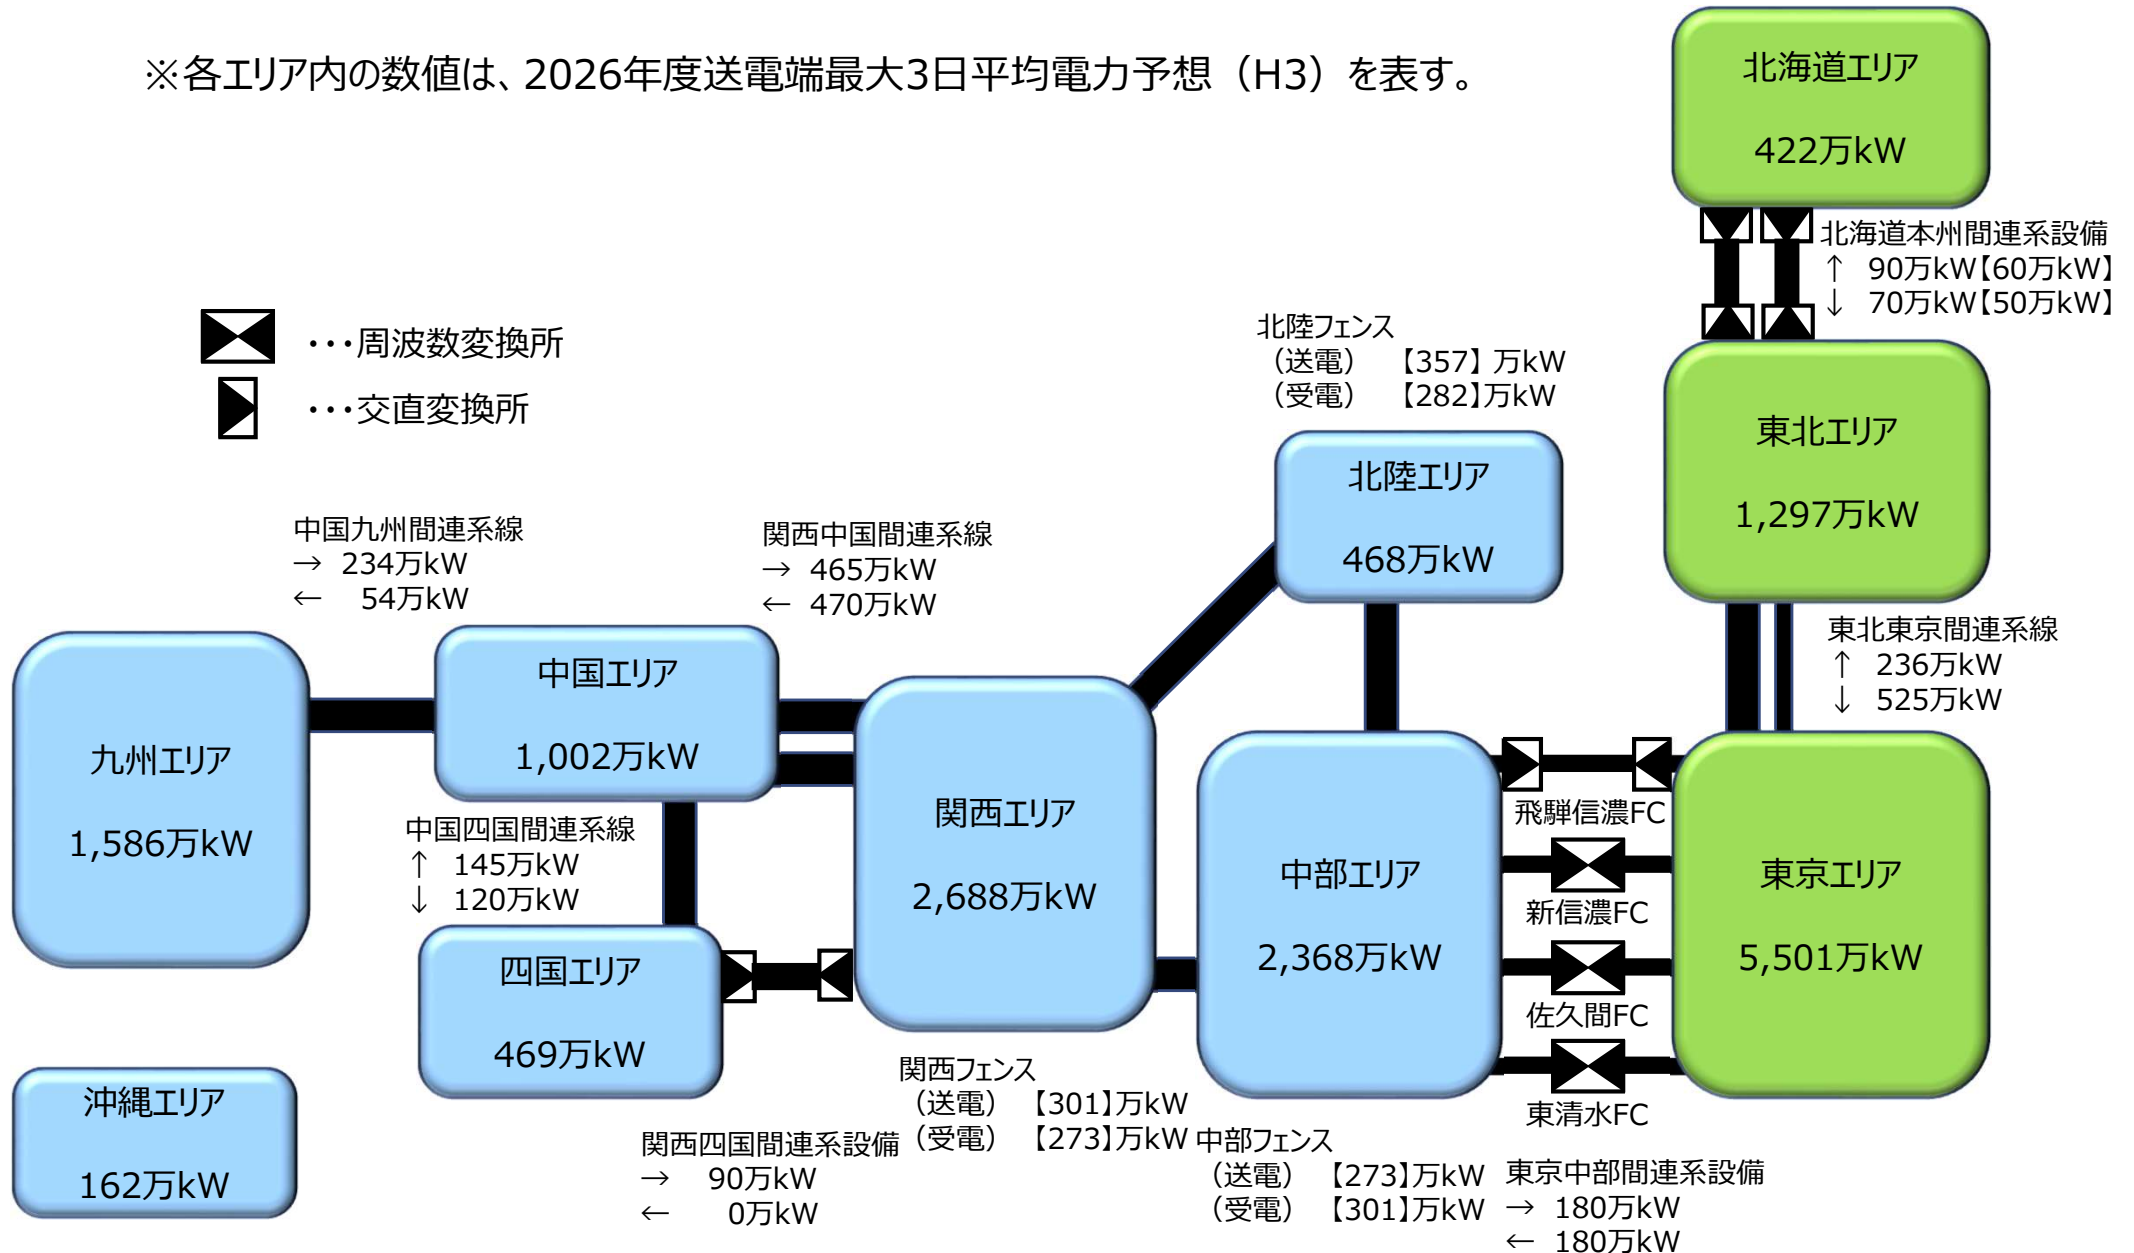 ※各エリア内の数値は、2026年度送電端最大3日平均電力予想（H3）を表す。
北海道エリア
422万kW
北海道本州間連系設備
↑ 90万kW【60万kW】
↓ 70万kW【50万kW】
･･･周波数変換所
･･･交直変換所
北陸フェンス
（送電） 【357】万kW
（受電） 【282】万kW
東北エリア
1,297万kW
北陸エリア
468万kW
中国九州間連系線
→ 234万kW
← 54万kW
関西中国間連系線
→ 465万kW
← 470万kW
東北東京間連系線
↑ 236万kW
↓ 525万kW
九州エリア
1,586万kW
中国エリア
1,002万kW
中国四国間連系線
↑ 145万kW
↓ 120万kW
関西エリア
2,688万kW
中部エリア
2,368万kW
飛騨信濃FC
新信濃FC
佐久間FC
東清水FC
東京エリア
5,501万kW
四国エリア
469万kW
沖縄エリア
162万kW
関西フェンス
（送電） 【301】万kW
（受電） 【273】万kW
関西四国間連系設備
→ 90万kW
← 0万kW
中部フェンス
（送電） 【273】万kW
（受電） 【301】万kW
東京中部間連系設備
→ 180万kW
← 180万kW